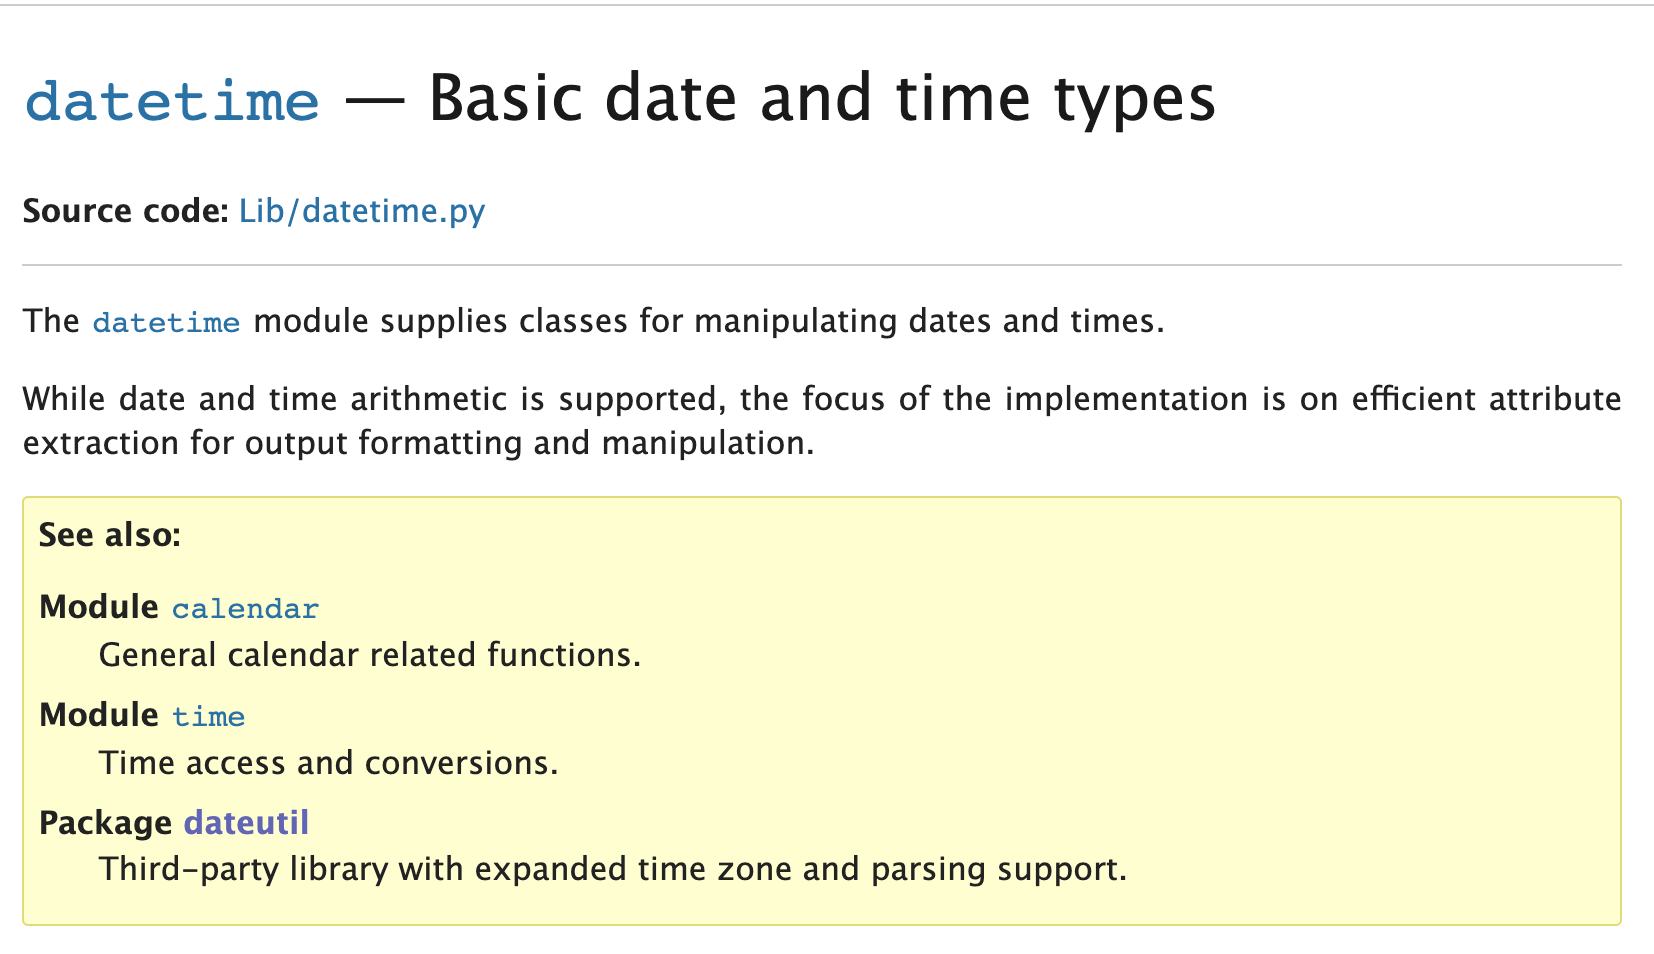 datetime — Basic date and time types
Source code: Lib/datetime.py
The datetime module supplies classes for manipulating dates and times.
While date and time arithmetic is supported, the focus of the implementation is on efficient attribute
extraction for output formatting and manipulation.
See also:
Module calendar
General calendar related functions.
Module time
Time access and conversions.
Package dateutil
Third-party library with expanded time zone and parsing support.